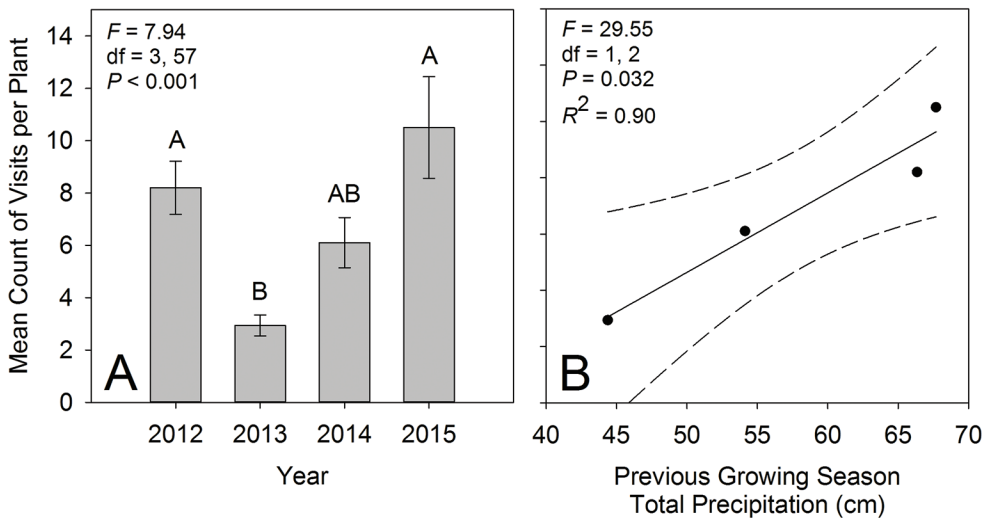 Mean Count of Visits per Plant
14
12
10
8
6
4
2
0
F = 7.94
df = 3, 57
P < 0.001
A
B
AB
A
A
2012 2013 2014 2015
Year
F = 29.55
df = 1, 2
P = 0.032
R² = 0.90
B
40 45 50 55 60 65 70
Previous Growing Season
Total Precipitation (cm)